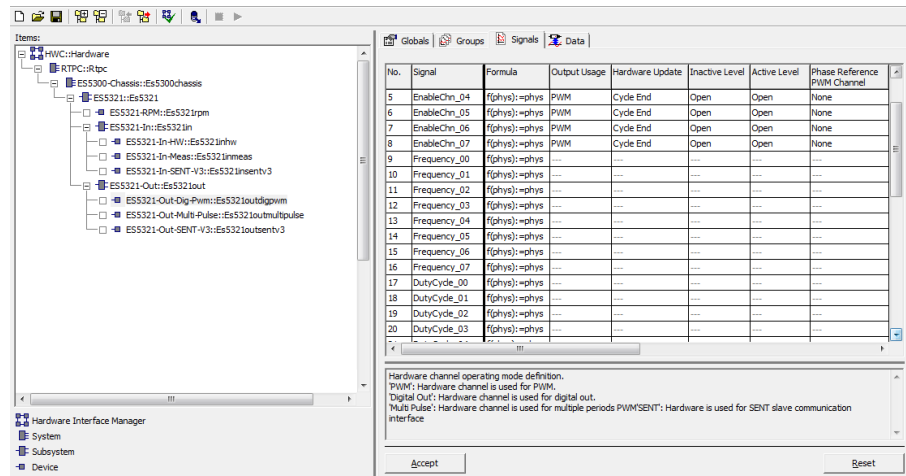 Items:
HWC::Hardware
RTPC::Rtpc
ES5300-Chassis::Es5300chassis
ES5321::Es5321
ES5321-RPM::Es5321rpm
ES5321-In::Es5321in
ES5321-In-HW::Es5321inhw
ES5321-In-Meas::Es5321inmeas
ES5321-In-SENT-V3::Es5321insentv3
ES5321-Out::Es5321out
ES5321-Out-Dig-Pwm::Es5321outdigpwm
ES5321-Out-Multi-Pulse::Es5321outmultipulse
ES5321-Out-SENT-V3::Es5321outsentv3
Hardware Interface Manager
System
Subsystem
Device
Globals Groups Signals Data
No. Signal Formula Output Usage Hardware Update Inactive Level Active Level Phase Reference
PWM Channel
5 EnableChn_04 f(phys):=phys PWM Cycle End Open Open None
6 EnableChn_05 f(phys):=phys PWM Cycle End Open Open None
7 EnableChn_06 f(phys):=phys PWM Cycle End Open Open None
8 EnableChn_07 f(phys):=phys PWM Cycle End Open Open None
9 Frequency_00 f(phys):=phys --- --- --- --- ---
10 Frequency_01 f(phys):=phys --- --- --- --- ---
11 Frequency_02 f(phys):=phys --- --- --- --- ---
12 Frequency_03 f(phys):=phys --- --- --- --- ---
13 Frequency_04 f(phys):=phys --- --- --- --- ---
14 Frequency_05 f(phys):=phys --- --- --- --- ---
15 Frequency_06 f(phys):=phys --- --- --- --- ---
16 Frequency_07 f(phys):=phys --- --- --- --- ---
17 DutyCycle_00 f(phys):=phys --- --- --- --- ---
18 DutyCycle_01 f(phys):=phys --- --- --- --- ---
19 DutyCycle_02 f(phys):=phys --- --- --- --- ---
20 DutyCycle_03 f(phys):=phys --- --- --- --- ---
Hardware channel operating mode definition.
'PWM': Hardware channel is used for PWM.
'Digital Out': Hardware channel is used for digital out.
'Multi Pulse': Hardware channel is used for multiple periods PWM'SENT': Hardware is used for SENT slave communication
interface
Accept Reset